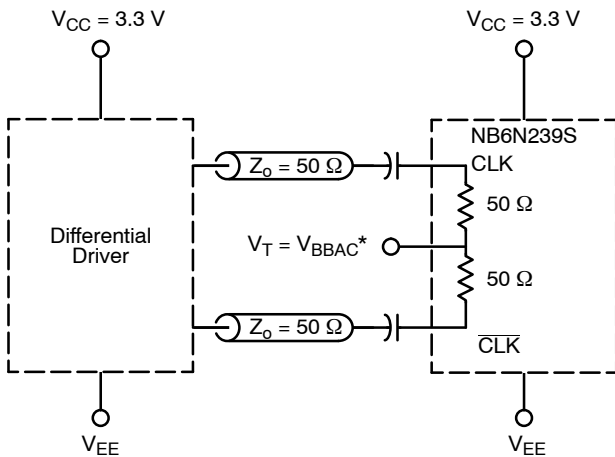 V_CC = 3.3 V
V_CC = 3.3 V
NB6N239S
Z_o = 50 Ω
CLK
50 Ω
Differential
Driver
V_T = V_BBAC*
50 Ω
Z_o = 50 Ω
C̅L̅K̅
V_EE
V_EE